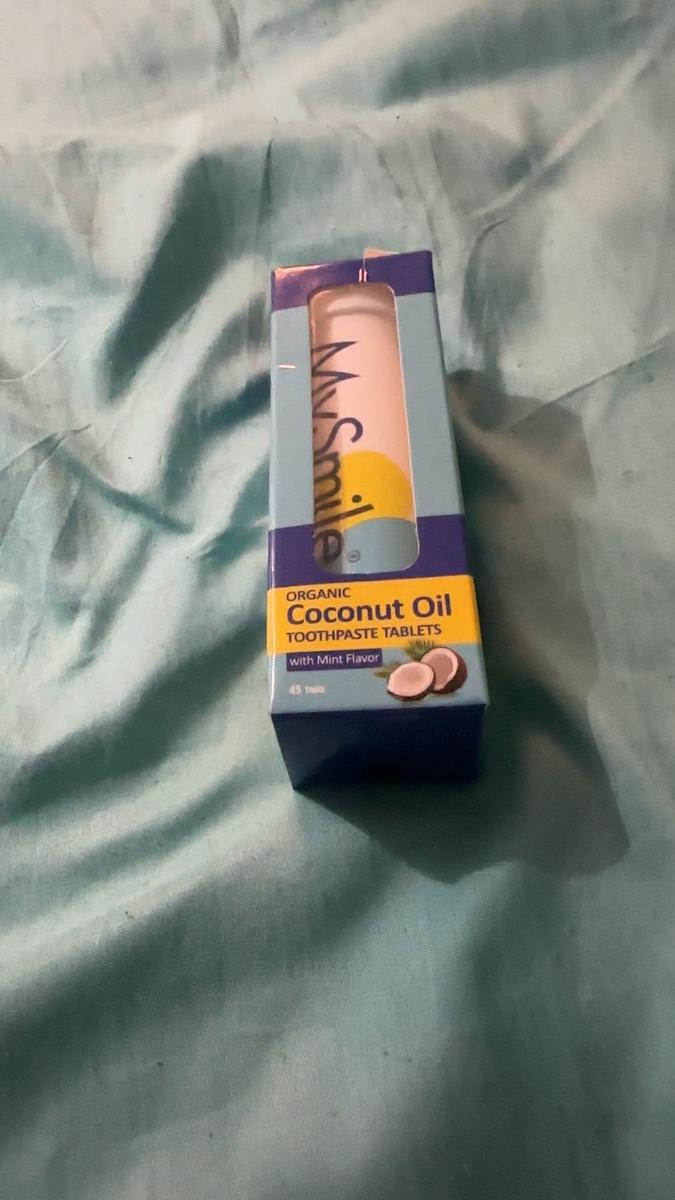 MySmile
ORGANIC
Coconut Oil
TOOTHPASTE TABLETS
with Mint Flavor
45 TABS